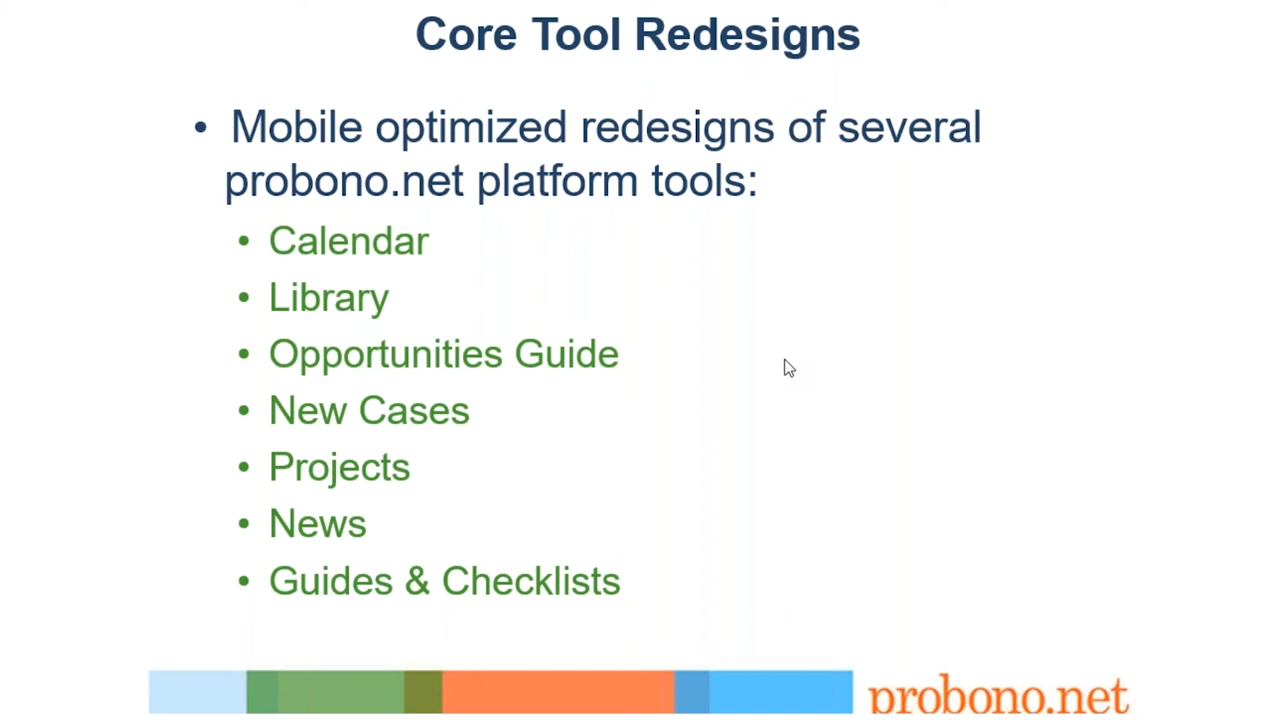 Core Tool Redesigns
• Mobile optimized redesigns of several
probono.net platform tools:
• Calendar
• Library
• Opportunities Guide
• New Cases
• Projects
• News
• Guides & Checklists
probono.net